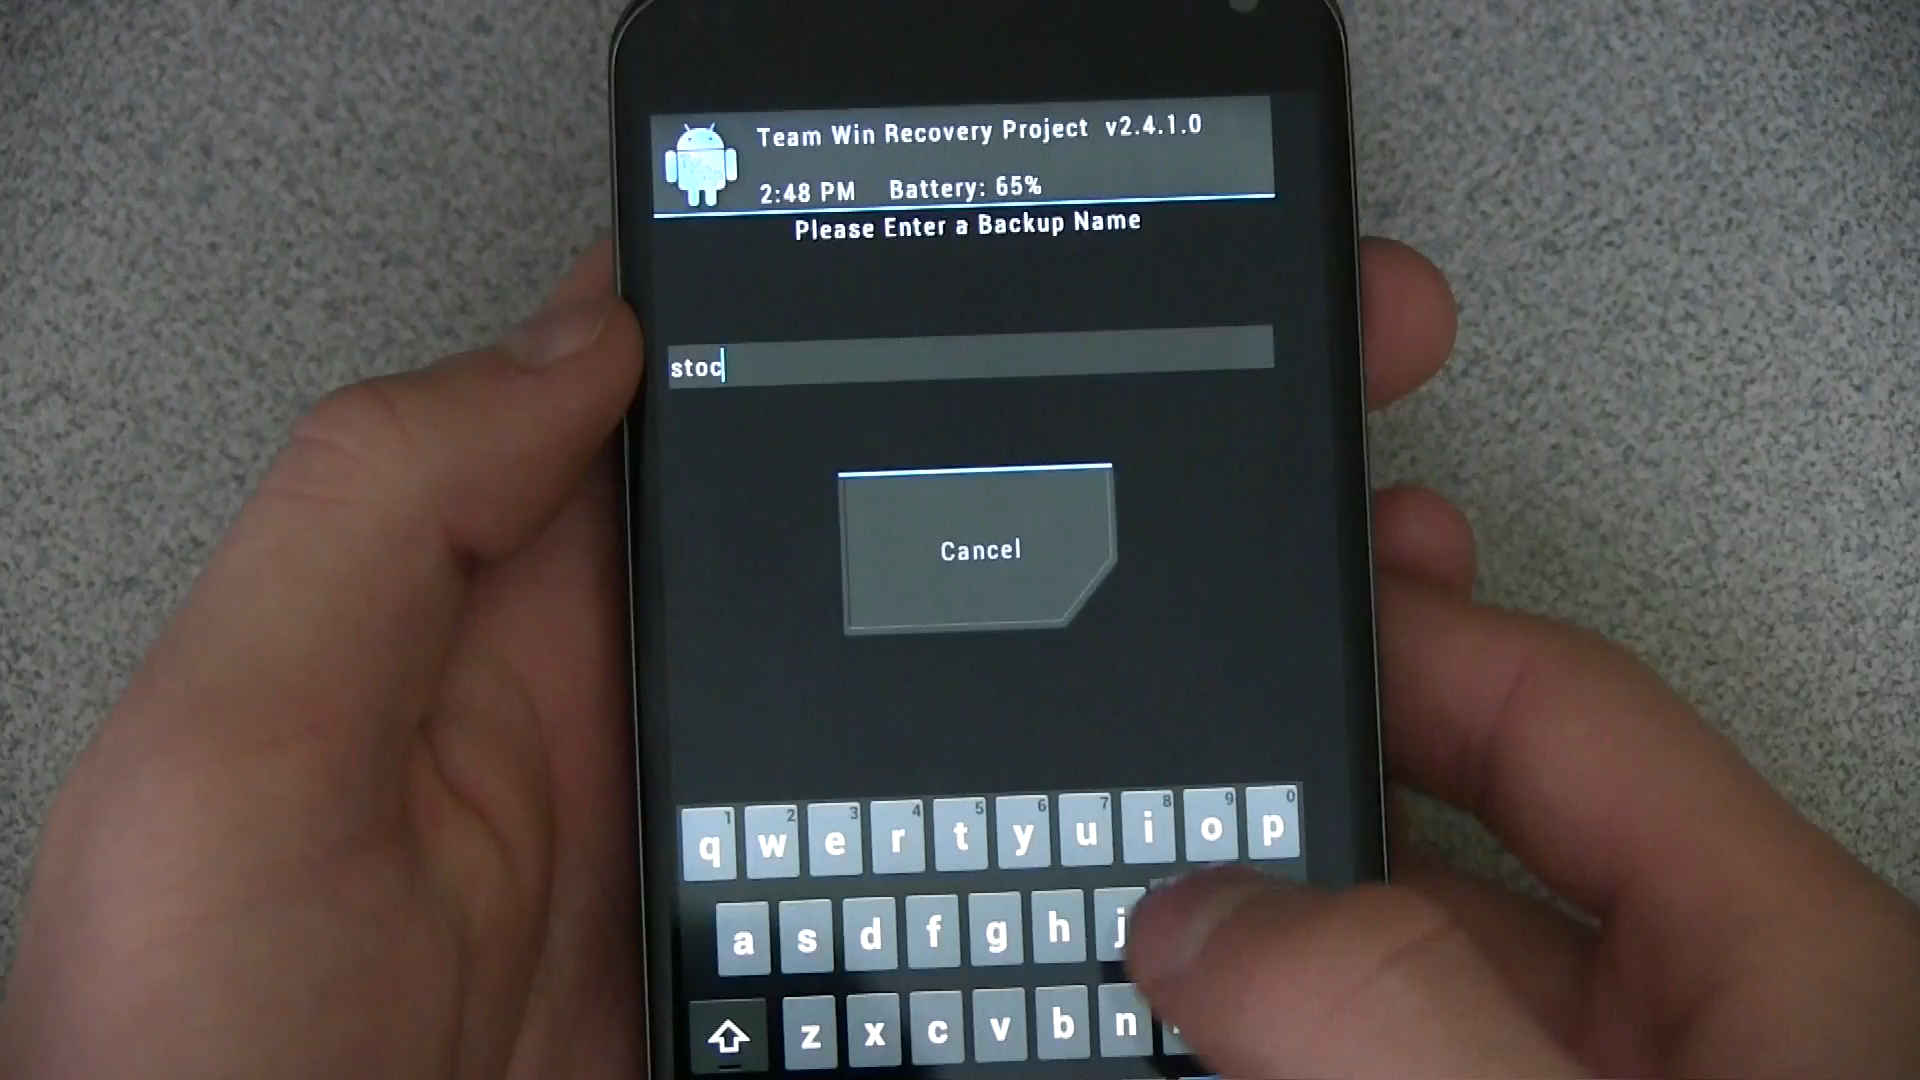 Team Win Recovery Project v2.4.1.0
2:48 PM Battery: 65%
Please Enter a Backup Name
stoc
Cancel
1 2 3 4 5 6 7 8 9 0
q w e r t y u i o p
a s d f g h j
z x c v b n